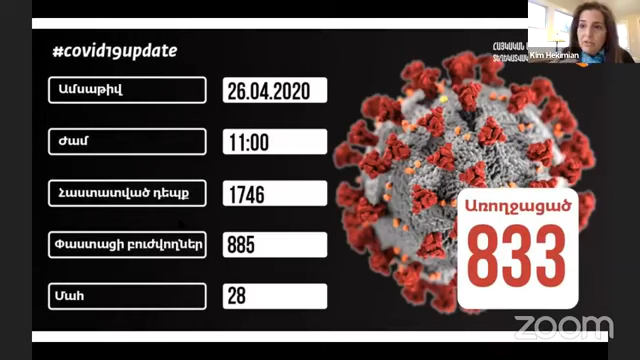 #covid19update
ՀԱՅԿԱԿԱՆ
Kim Hekimian
Ամսաթիվ
26.04.2020
Ժամ
11:00
Հաստատված դեպք
1746
Փաստացի բուժվողներ
885
Մահ
28
Առողջացած
833
zoom